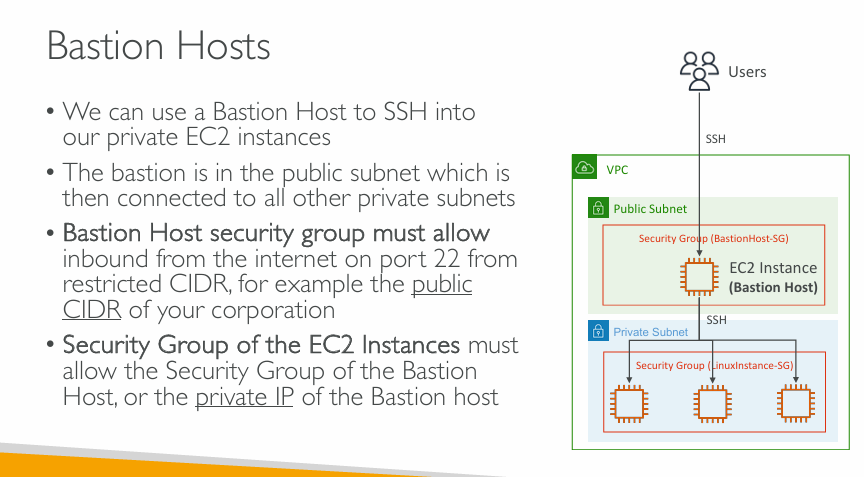 Bastion Hosts
• We can use a Bastion Host to SSH into
our private EC2 instances
• The bastion is in the public subnet which is
then connected to all other private subnets
• Bastion Host security group must allow
inbound from the internet on port 22 from
restricted CIDR, for example the public
CIDR of your corporation
• Security Group of the EC2 Instances must
allow the Security Group of the Bastion
Host, or the private IP of the Bastion host
Users
SSH
VPC
Public Subnet
Security Group (BastionHost-SG)
EC2 Instance
(Bastion Host)
SSH
Private Subnet
Security Group (LinuxInstance-SG)